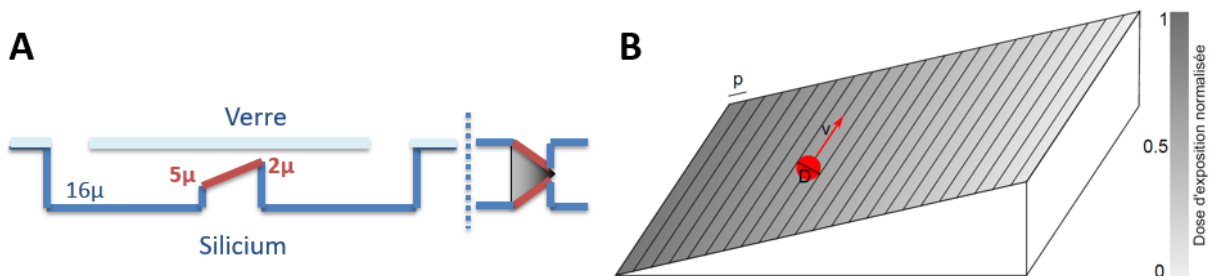 A
Verre
5µ
2µ
16µ
Silicium
B
p
v
D
1
0.5
0
Dose d'exposition normalisée